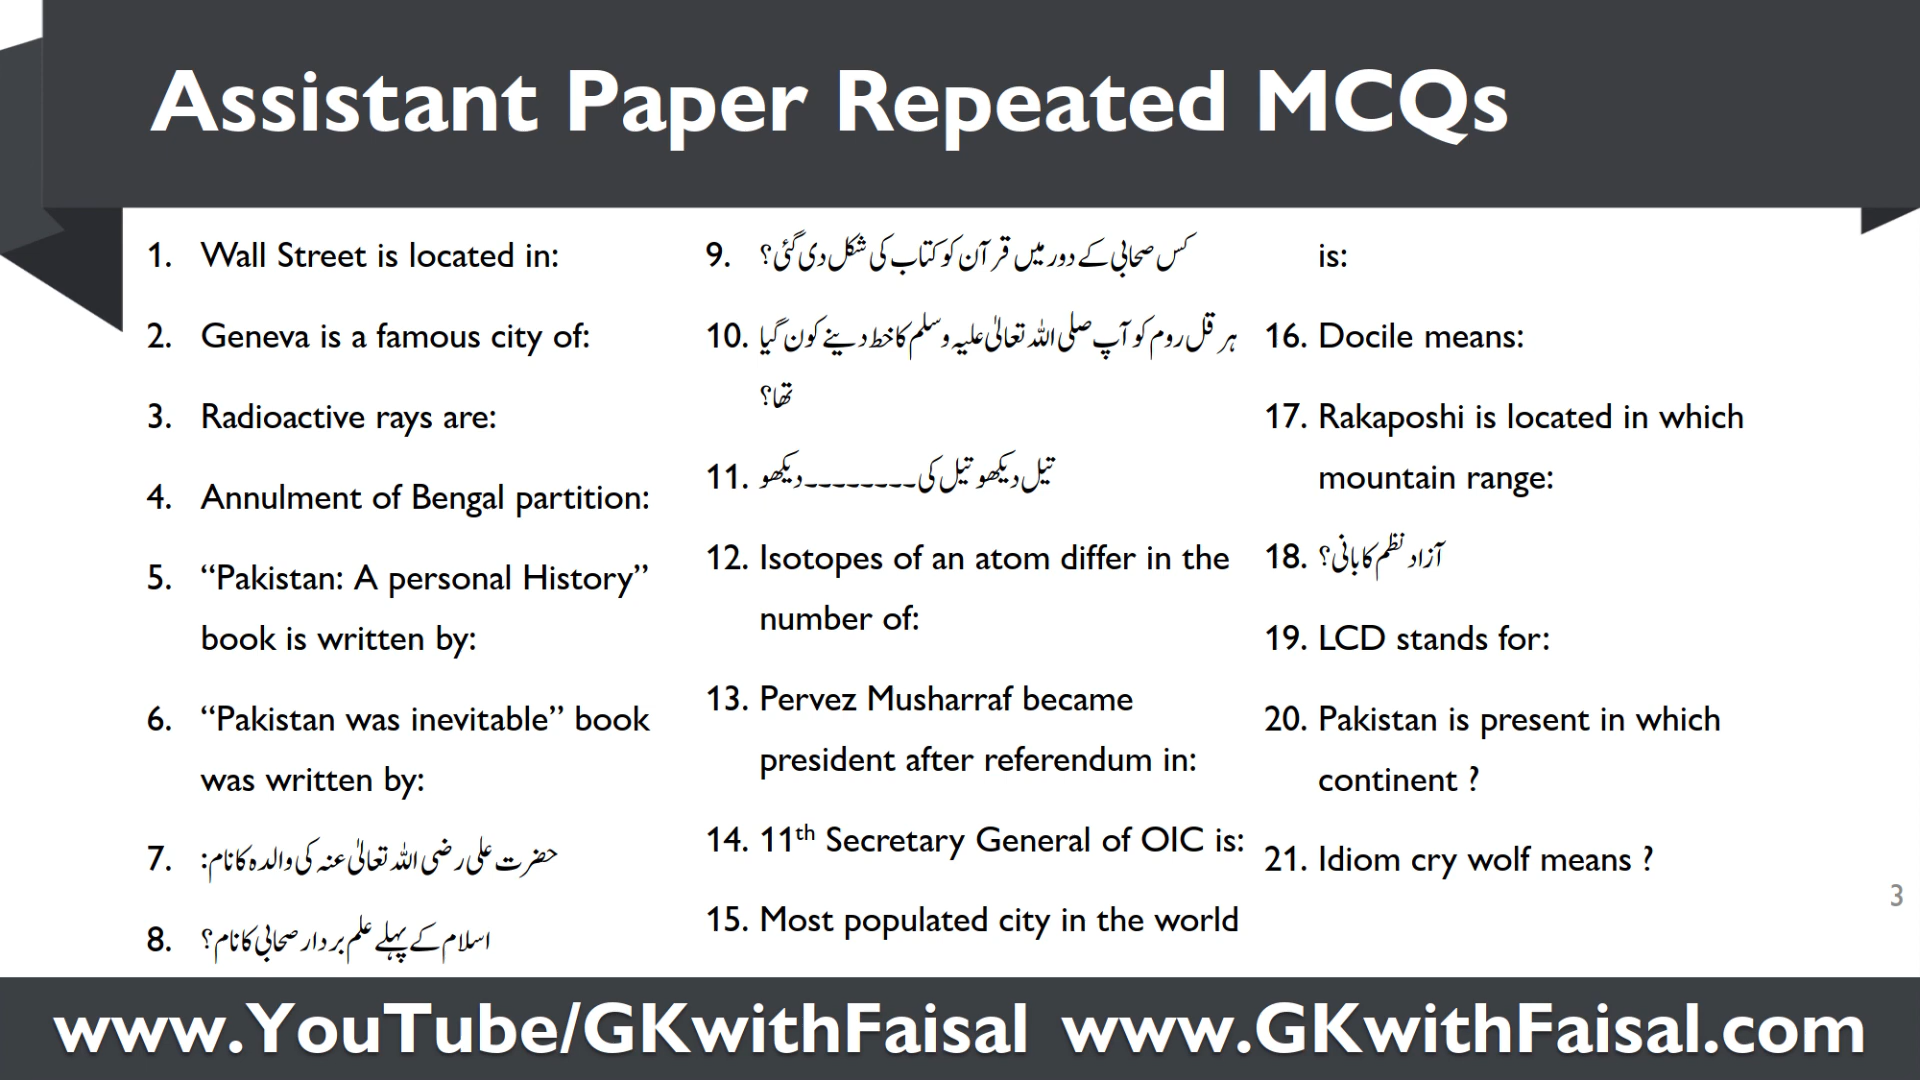 Assistant Paper Repeated MCQs
1. Wall Street is located in:
2. Geneva is a famous city of:
3. Radioactive rays are:
4. Annulment of Bengal partition:
5. “Pakistan: A personal History”
book is written by:
6. “Pakistan was inevitable” book
was written by:
7. حضرت علی رضی اللہ تعالیٰ عنہ کی والدہ کا نام:
8. اسلام کے پہلے علم بردار صحابی کا نام؟
9. کس صحابی کے دور میں قرآن کو کتاب کی شکل دی گئی؟
10. ہرقل روم کو آپ صلی اللہ تعالیٰ علیہ وسلم کا خط دینے کون گیا
تھا؟
11. تیل دیکھو تیل کی ۔۔۔۔۔۔۔۔ دیکھو
12. Isotopes of an atom differ in the
number of:
13. Pervez Musharraf became
president after referendum in:
14. 11th Secretary General of OIC is:
15. Most populated city in the world
is:
16. Docile means:
17. Rakaposhi is located in which
mountain range:
18. آزاد نظم کا بانی؟
19. LCD stands for:
20. Pakistan is present in which
continent ?
21. Idiom cry wolf means ?
3
www.YouTube/GKwithFaisal www.GKwithFaisal.com